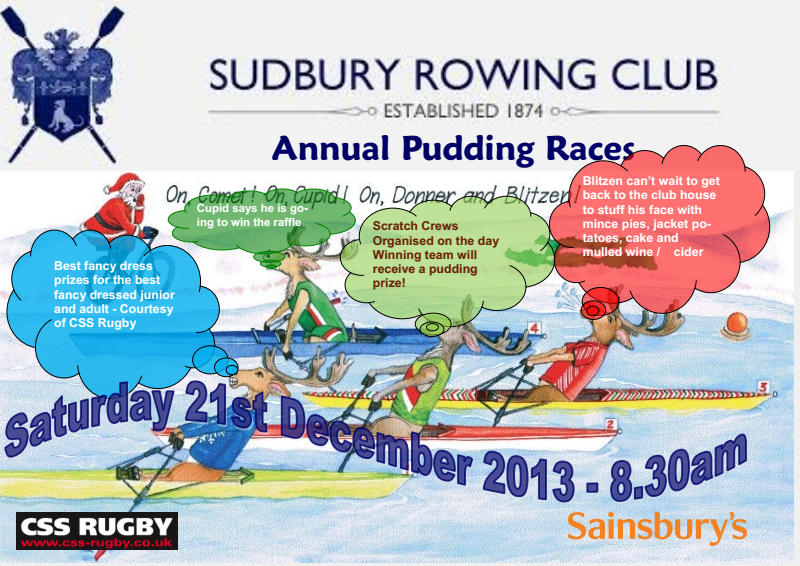 SUDBURY ROWING CLUB
ESTABLISHED 1874
Annual Pudding Races
On, Comet! On, Cupid! On, Donner and Blitzen!
Cupid says he is go-
ing to win the raffle
Scratch Crews
Organised on the day
Winning team will
receive a pudding
prize!
Blitzen can't wait to get
back to the club house
to stuff his face with
mince pies, jacket po-
tatoes, cake and
mulled wine / cider
Best fancy dress
prizes for the best
fancy dressed junior
and adult - Courtesy
of CSS Rugby
4
3
2
Saturday 21st December 2013 - 8.30am
CSS RUGBY
www.css-rugby.co.uk
Sainsbury's